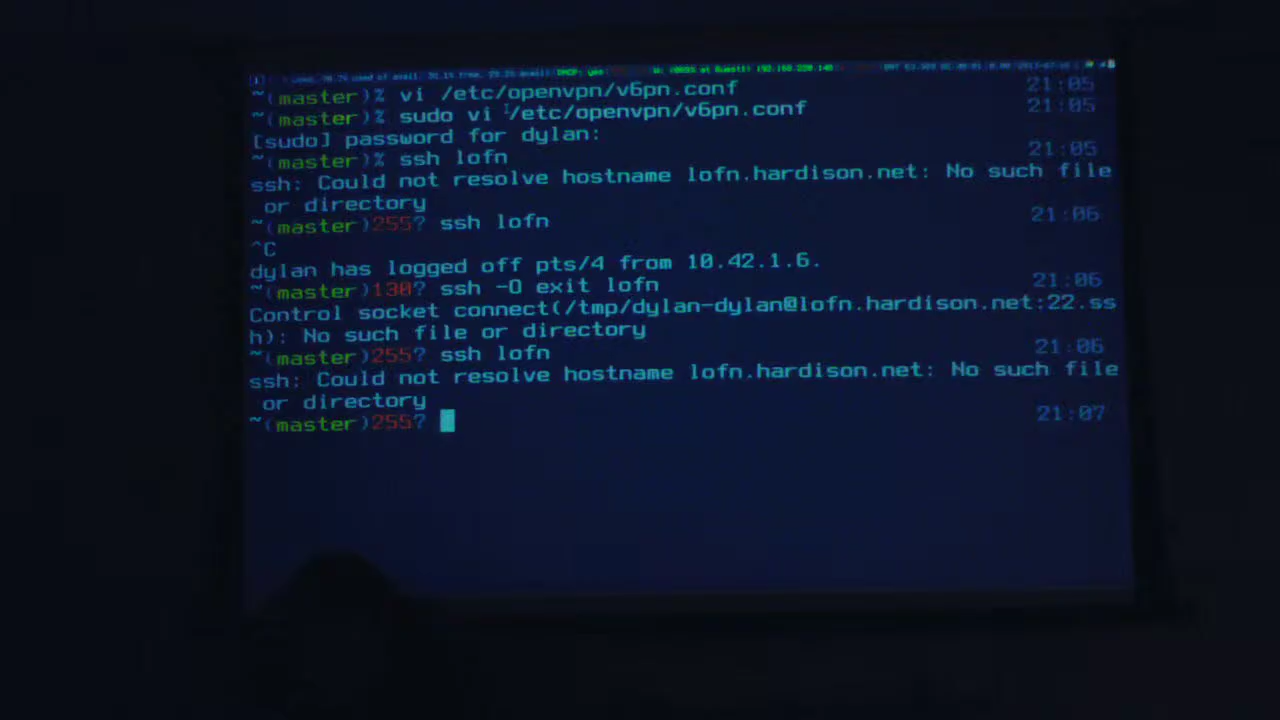 ~(master)% vi /etc/openvpn/v6pn.conf 21:05
~(master)% sudo vi /etc/openvpn/v6pn.conf 21:05
[sudo] password for dylan:
~(master)% ssh lofn 21:05
ssh: Could not resolve hostname lofn.hardison.net: No such file
or directory
~(master)255? ssh lofn 21:06
^C
dylan has logged off pts/4 from 10.42.1.6.
~(master)130? ssh -O exit lofn 21:06
Control socket connect(/tmp/dylan-dylan@lofn.hardison.net:22.ss
h): No such file or directory
~(master)255? ssh lofn 21:06
ssh: Could not resolve hostname lofn.hardison.net: No such file
or directory
~(master)255? 21:07